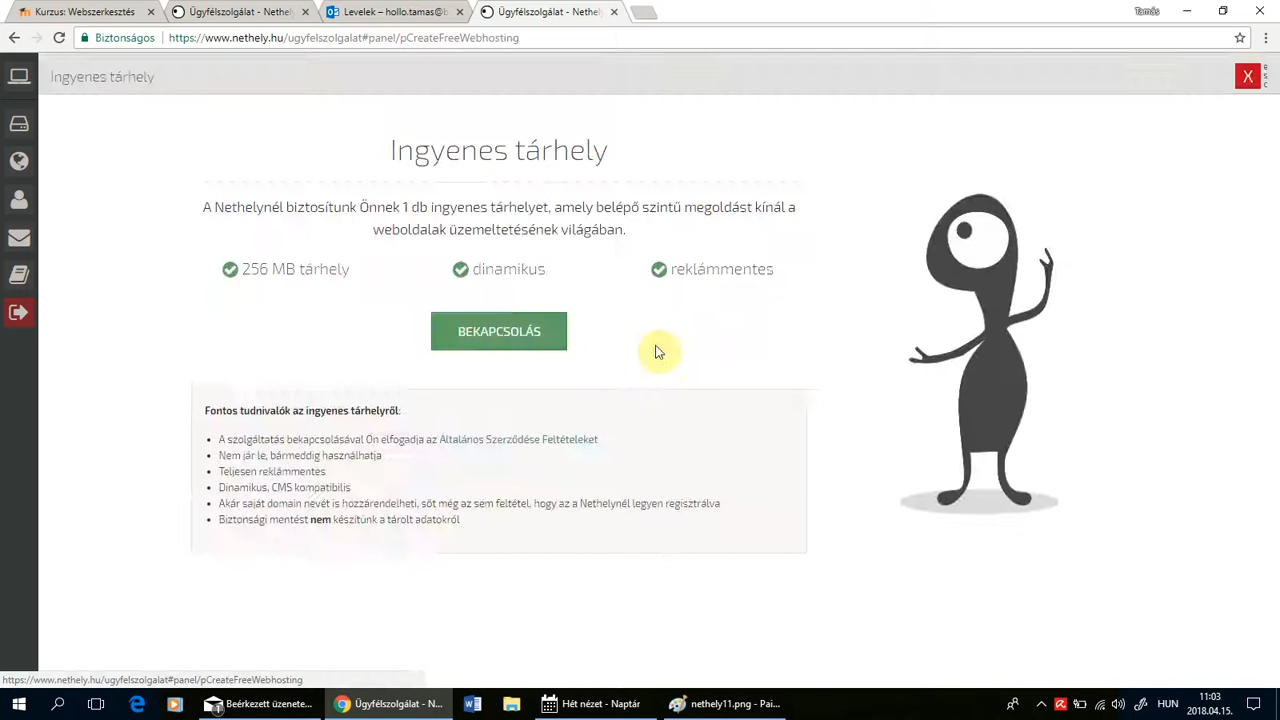 Kurzus: Webszerkesztés
Ügyfélszolgálat - Nethely
Levelek – hollo.tamas@b
Ügyfélszolgálat - Nethely
Tamás
Biztonságos
https://www.nethely.hu/ugyfelszolgalat#panel/pCreateFreeWebhosting
Ingyenes tárhely
X
esc
Ingyenes tárhely
A Nethelynél biztosítunk Önnek 1 db ingyenes tárhelyet, amely belépő szintű megoldást kínál a
weboldalak üzemeltetésének világában.
256 MB tárhely
dinamikus
reklámmentes
BEKAPCSOLÁS
Fontos tudnivalók az ingyenes tárhelyről:
A szolgáltatás bekapcsolásával Ön elfogadja az Általános Szerződése Feltételeket
Nem jár le, bármeddig használhatja
Teljesen reklámmentes
Dinamikus, CMS kompatibilis
Akár saját domain nevét is hozzárendelheti, sőt még az sem feltétel, hogy az a Nethelynél legyen regisztrálva
Biztonsági mentést nem készítünk a tárolt adatokról
https://www.nethely.hu/ugyfelszolgalat#panel/pCreateFreeWebhosting
Beérkezett üzenete...
Ügyfélszolgálat - N...
Hét nézet - Naptár
nethely11.png - Pai...
HUN
11:03
2018.04.15.